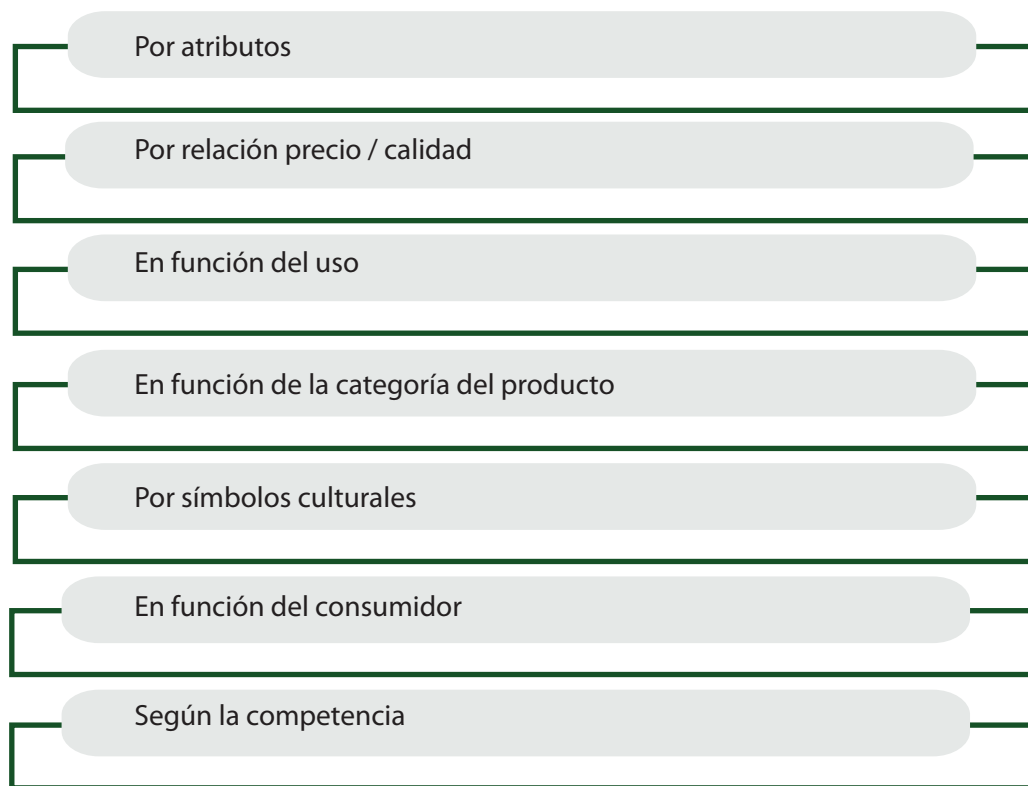 Por atributos
Por relación precio / calidad
En función del uso
En función de la categoría del producto
Por símbolos culturales
En función del consumidor
Según la competencia